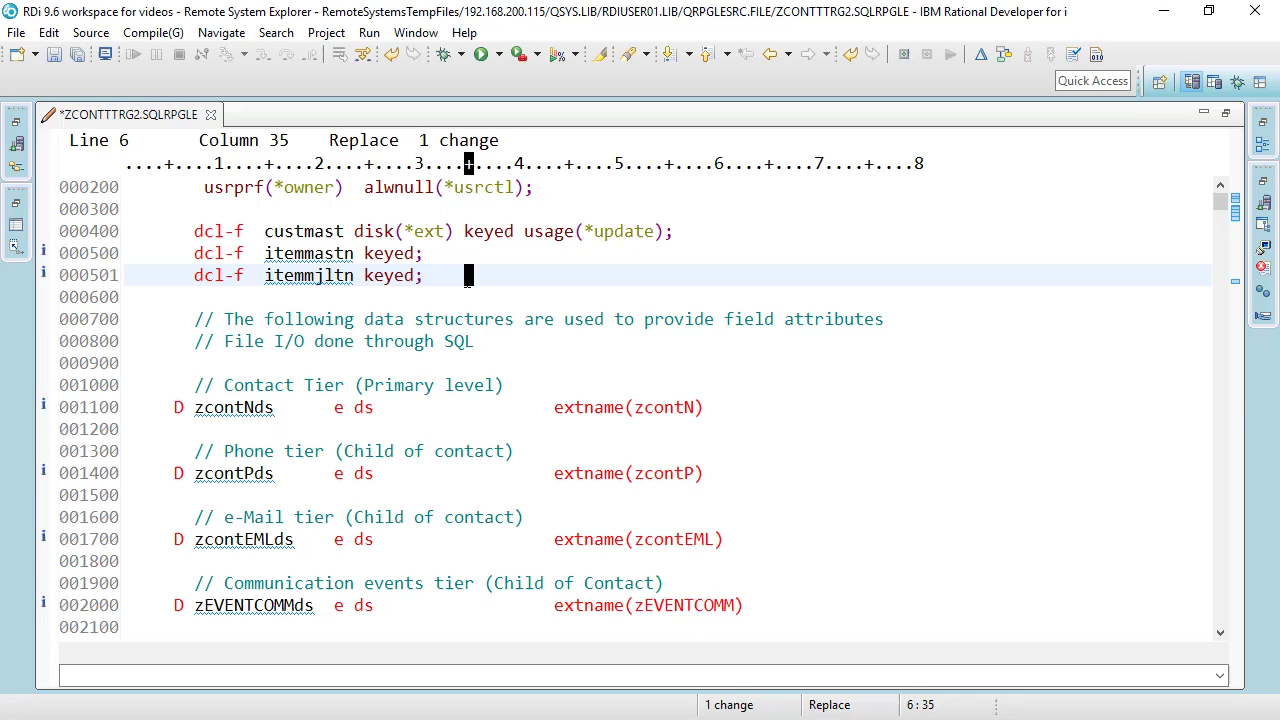 RDi 9.6 workspace for videos - Remote System Explorer - RemoteSystemsTempFiles/192.168.200.115/QSYS.LIB/RDIUSER01.LIB/QRPGLESRC.FILE/ZCONTTTRG2.SQLRPGLE - IBM Rational Developer for i
File Edit Source Compile(G) Navigate Search Project Run Window Help
Quick Access
*ZCONTTTRG2.SQLRPGLE
Line 6 Column 35 Replace 1 change
....+....1....+....2....+....3....+....4....+....5....+....6....+....7....+....8
000200 usrprf(*owner) alwnull(*usrctl);
000300
000400 dcl-f custmast disk(*ext) keyed usage(*update);
000500 dcl-f itemmastn keyed;
000501 dcl-f itemmjltn keyed;
000600
000700 // The following data structures are used to provide field attributes
000800 // File I/O done through SQL
000900
001000 // Contact Tier (Primary level)
001100 D zcontNds e ds extname(zcontN)
001200
001300 // Phone tier (Child of contact)
001400 D zcontPds e ds extname(zcontP)
001500
001600 // e-Mail tier (Child of contact)
001700 D zcontEMLds e ds extname(zcontEML)
001800
001900 // Communication events tier (Child of Contact)
002000 D zEVENTCOMMds e ds extname(zEVENTCOMM)
002100
1 change Replace 6 : 35